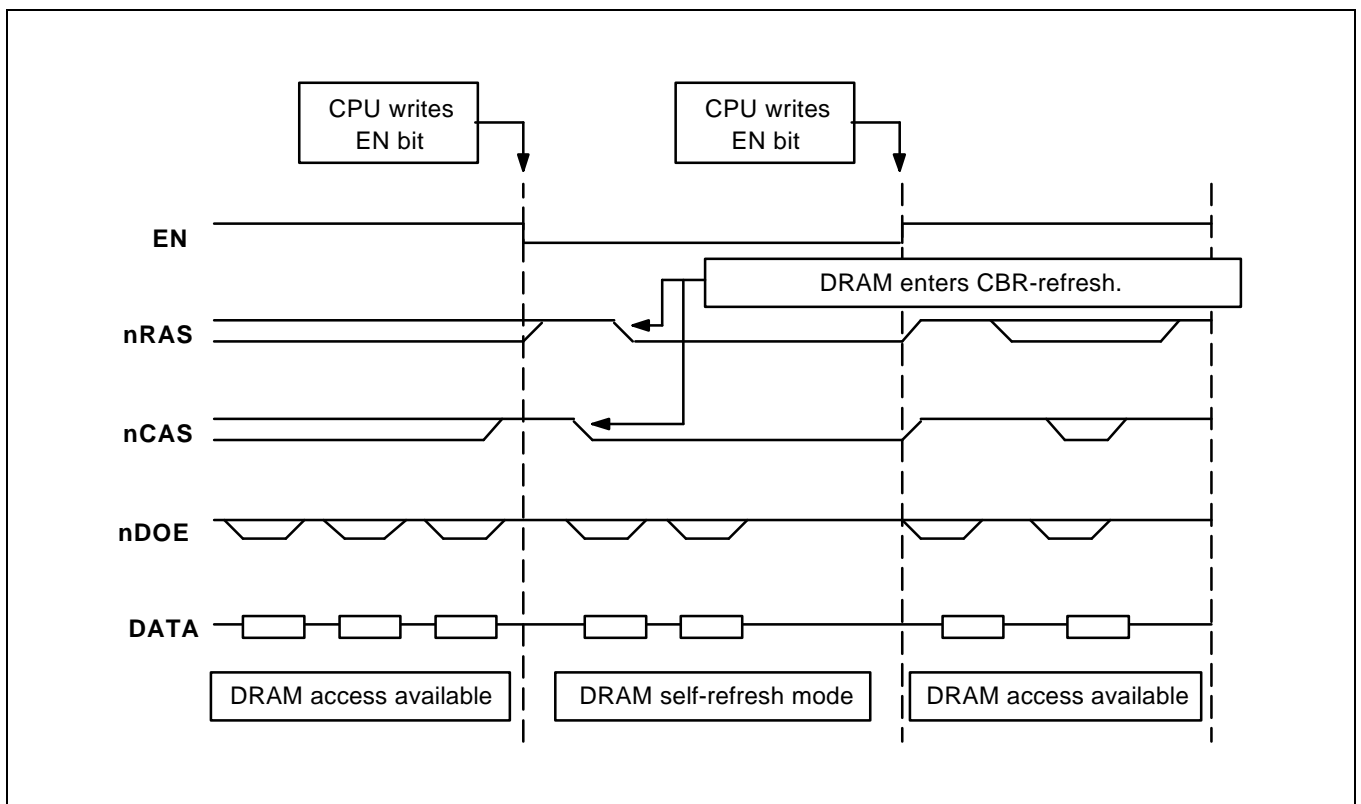 CPU writes
EN bit
CPU writes
EN bit
EN
DRAM enters CBR-refresh.
nRAS
nCAS
nDOE
DATA
DRAM access available
DRAM self-refresh mode
DRAM access available